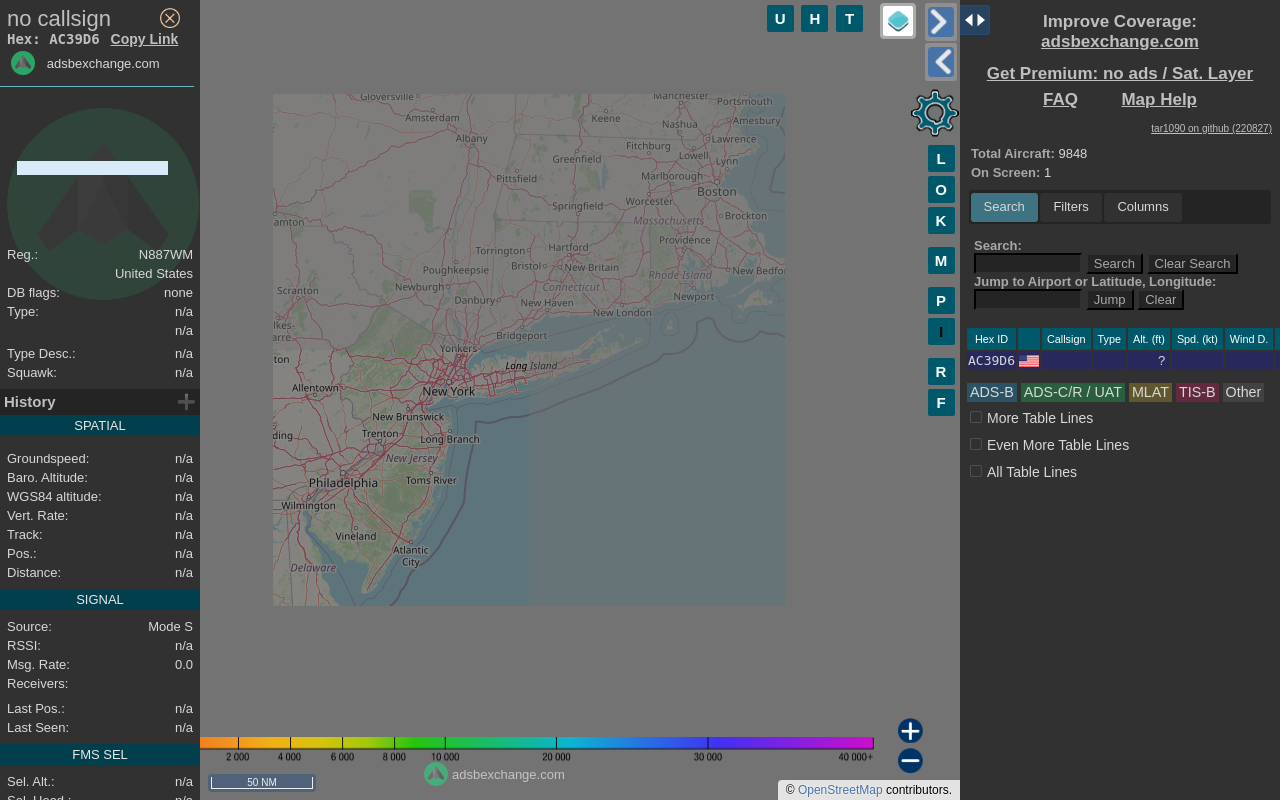 no callsign
Hex: AC39D6 Copy Link
adsbexchange.com
Reg.: N887WM
United States
DB flags: none
Type: n/a
n/a
Type Desc.: n/a
Squawk: n/a
History
SPATIAL
Groundspeed: n/a
Baro. Altitude: n/a
WGS84 altitude: n/a
Vert. Rate: n/a
Track: n/a
Pos.: n/a
Distance: n/a
SIGNAL
Source: Mode S
RSSI: n/a
Msg. Rate: 0.0
Receivers:
Last Pos.: n/a
Last Seen: n/a
FMS SEL
Sel. Alt.: n/a
U H T
L
O
K
M
P
I
R
F
Gloversville
Manchester
Portsmouth
Amsterdam
Keene
Nashua
Amesbury
Albany
Fitchburg
Lawrence
Greenfield
Lowell
Lynn
Pittsfield
Marlborough
Boston
Springfield
Worcester
Massachusetts
Brockton
Torrington
Hartford
Providence
Poughkeepsie
Bristol
New Britain
Rhode Island
New Bedfo
Scranton
Newburgh
Connecticut
Danbury
New Haven
Newport
New London
Bridgeport
Yonkers
Long Island
Allentown
New York
New Brunswick
Trenton
Long Branch
New Jersey
Philadelphia
Toms River
Wilmington
Vineland
Atlantic
City
Delaware
2 000 4 000 6 000 8 000 10 000 20 000 30 000 40 000+
adsbexchange.com
50 NM
© OpenStreetMap contributors.
Improve Coverage:
adsbexchange.com
Get Premium: no ads / Sat. Layer
FAQ Map Help
tar1090 on github (220827)
Total Aircraft: 9848
On Screen: 1
Search Filters Columns
Search:
Search Clear Search
Jump to Airport or Latitude, Longitude:
Jump Clear
Hex ID Callsign Type Alt. (ft) Spd. (kt) Wind D.
AC39D6 ?
ADS-B ADS-C/R / UAT MLAT TIS-B Other
More Table Lines
Even More Table Lines
All Table Lines